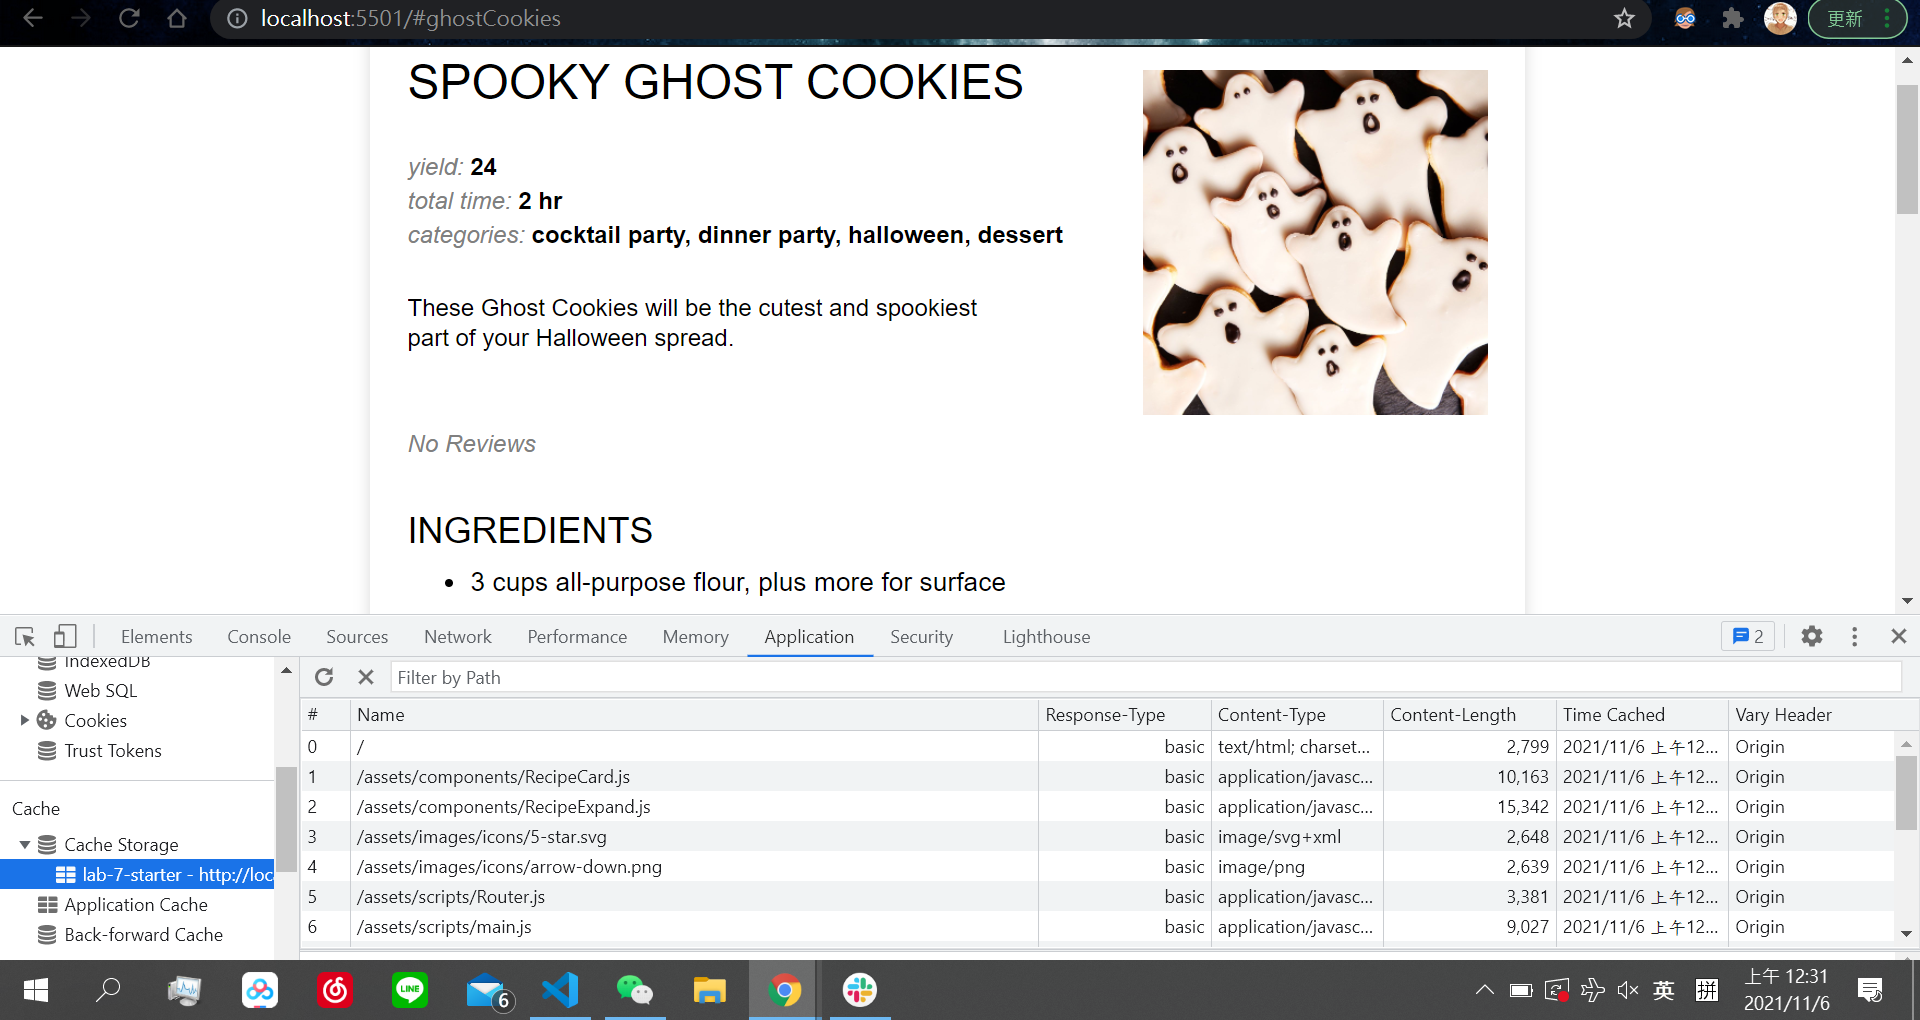 localhost:5501/#ghostCookies
更新
SPOOKY GHOST COOKIES
yield: 24
total time: 2 hr
categories: cocktail party, dinner party, halloween, dessert
These Ghost Cookies will be the cutest and spookiest
part of your Halloween spread.
No Reviews
INGREDIENTS
• 3 cups all-purpose flour, plus more for surface
Elements Console Sources Network Performance Memory Application Security Lighthouse 2
IndexedDB
Web SQL
Cookies
Trust Tokens
Cache
Cache Storage
lab-7-starter - http://loc
Application Cache
Back-forward Cache
Filter by Path
# Name Response-Type Content-Type Content-Length Time Cached Vary Header
0 / basic text/html; charset... 2,799 2021/11/6 上午12... Origin
1 /assets/components/RecipeCard.js basic application/javasc... 10,163 2021/11/6 上午12... Origin
2 /assets/components/RecipeExpand.js basic application/javasc... 15,342 2021/11/6 上午12... Origin
3 /assets/images/icons/5-star.svg basic image/svg+xml 2,648 2021/11/6 上午12... Origin
4 /assets/images/icons/arrow-down.png basic image/png 2,639 2021/11/6 上午12... Origin
5 /assets/scripts/Router.js basic application/javasc... 3,381 2021/11/6 上午12... Origin
6 /assets/scripts/main.js basic application/javasc... 9,027 2021/11/6 上午12... Origin
LINE
6
英
拼
上午 12:31
2021/11/6